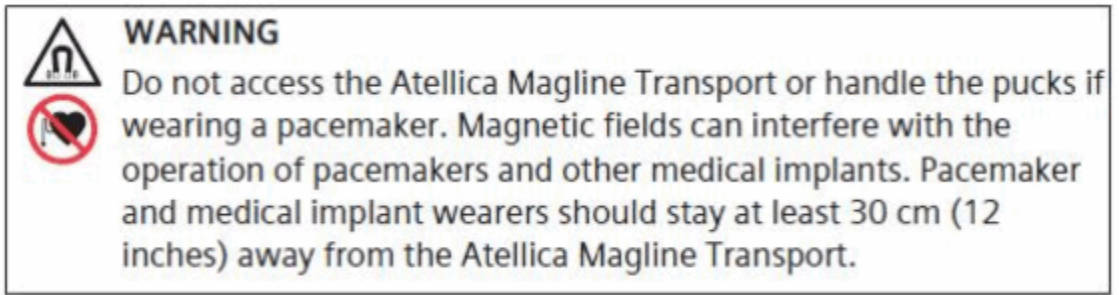 WARNING
Do not access the Atellica Magline Transport or handle the pucks if
wearing a pacemaker. Magnetic fields can interfere with the
operation of pacemakers and other medical implants. Pacemaker
and medical implant wearers should stay at least 30 cm (12
inches) away from the Atellica Magline Transport.